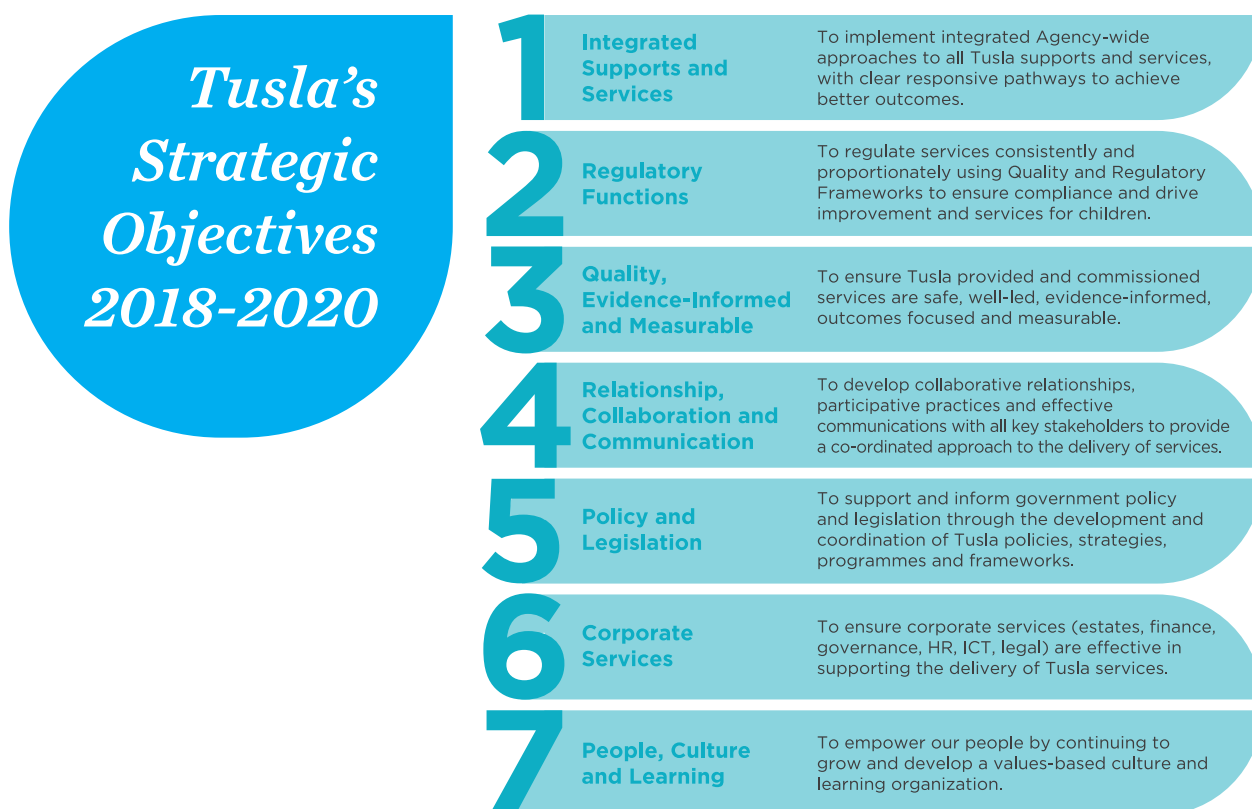 Tusla's
Strategic
Objectives
2018-2020
1
Integrated
Supports and
Services
To implement integrated Agency-wide
approaches to all Tusla supports and services,
with clear responsive pathways to achieve
better outcomes.
2
Regulatory
Functions
To regulate services consistently and
proportionately using Quality and Regulatory
Frameworks to ensure compliance and drive
improvement and services for children.
3
Quality,
Evidence-Informed
and Measurable
To ensure Tusla provided and commissioned
services are safe, well-led, evidence-informed,
outcomes focused and measurable.
4
Relationship,
Collaboration and
Communication
To develop collaborative relationships,
participative practices and effective
communications with all key stakeholders to provide
a co-ordinated approach to the delivery of services.
5
Policy and
Legislation
To support and inform government policy
and legislation through the development and
coordination of Tusla policies, strategies,
programmes and frameworks.
6
Corporate
Services
To ensure corporate services (estates, finance,
governance, HR, ICT, legal) are effective in
supporting the delivery of Tusla services.
7
People, Culture
and Learning
To empower our people by continuing to
grow and develop a values-based culture and
learning organization.